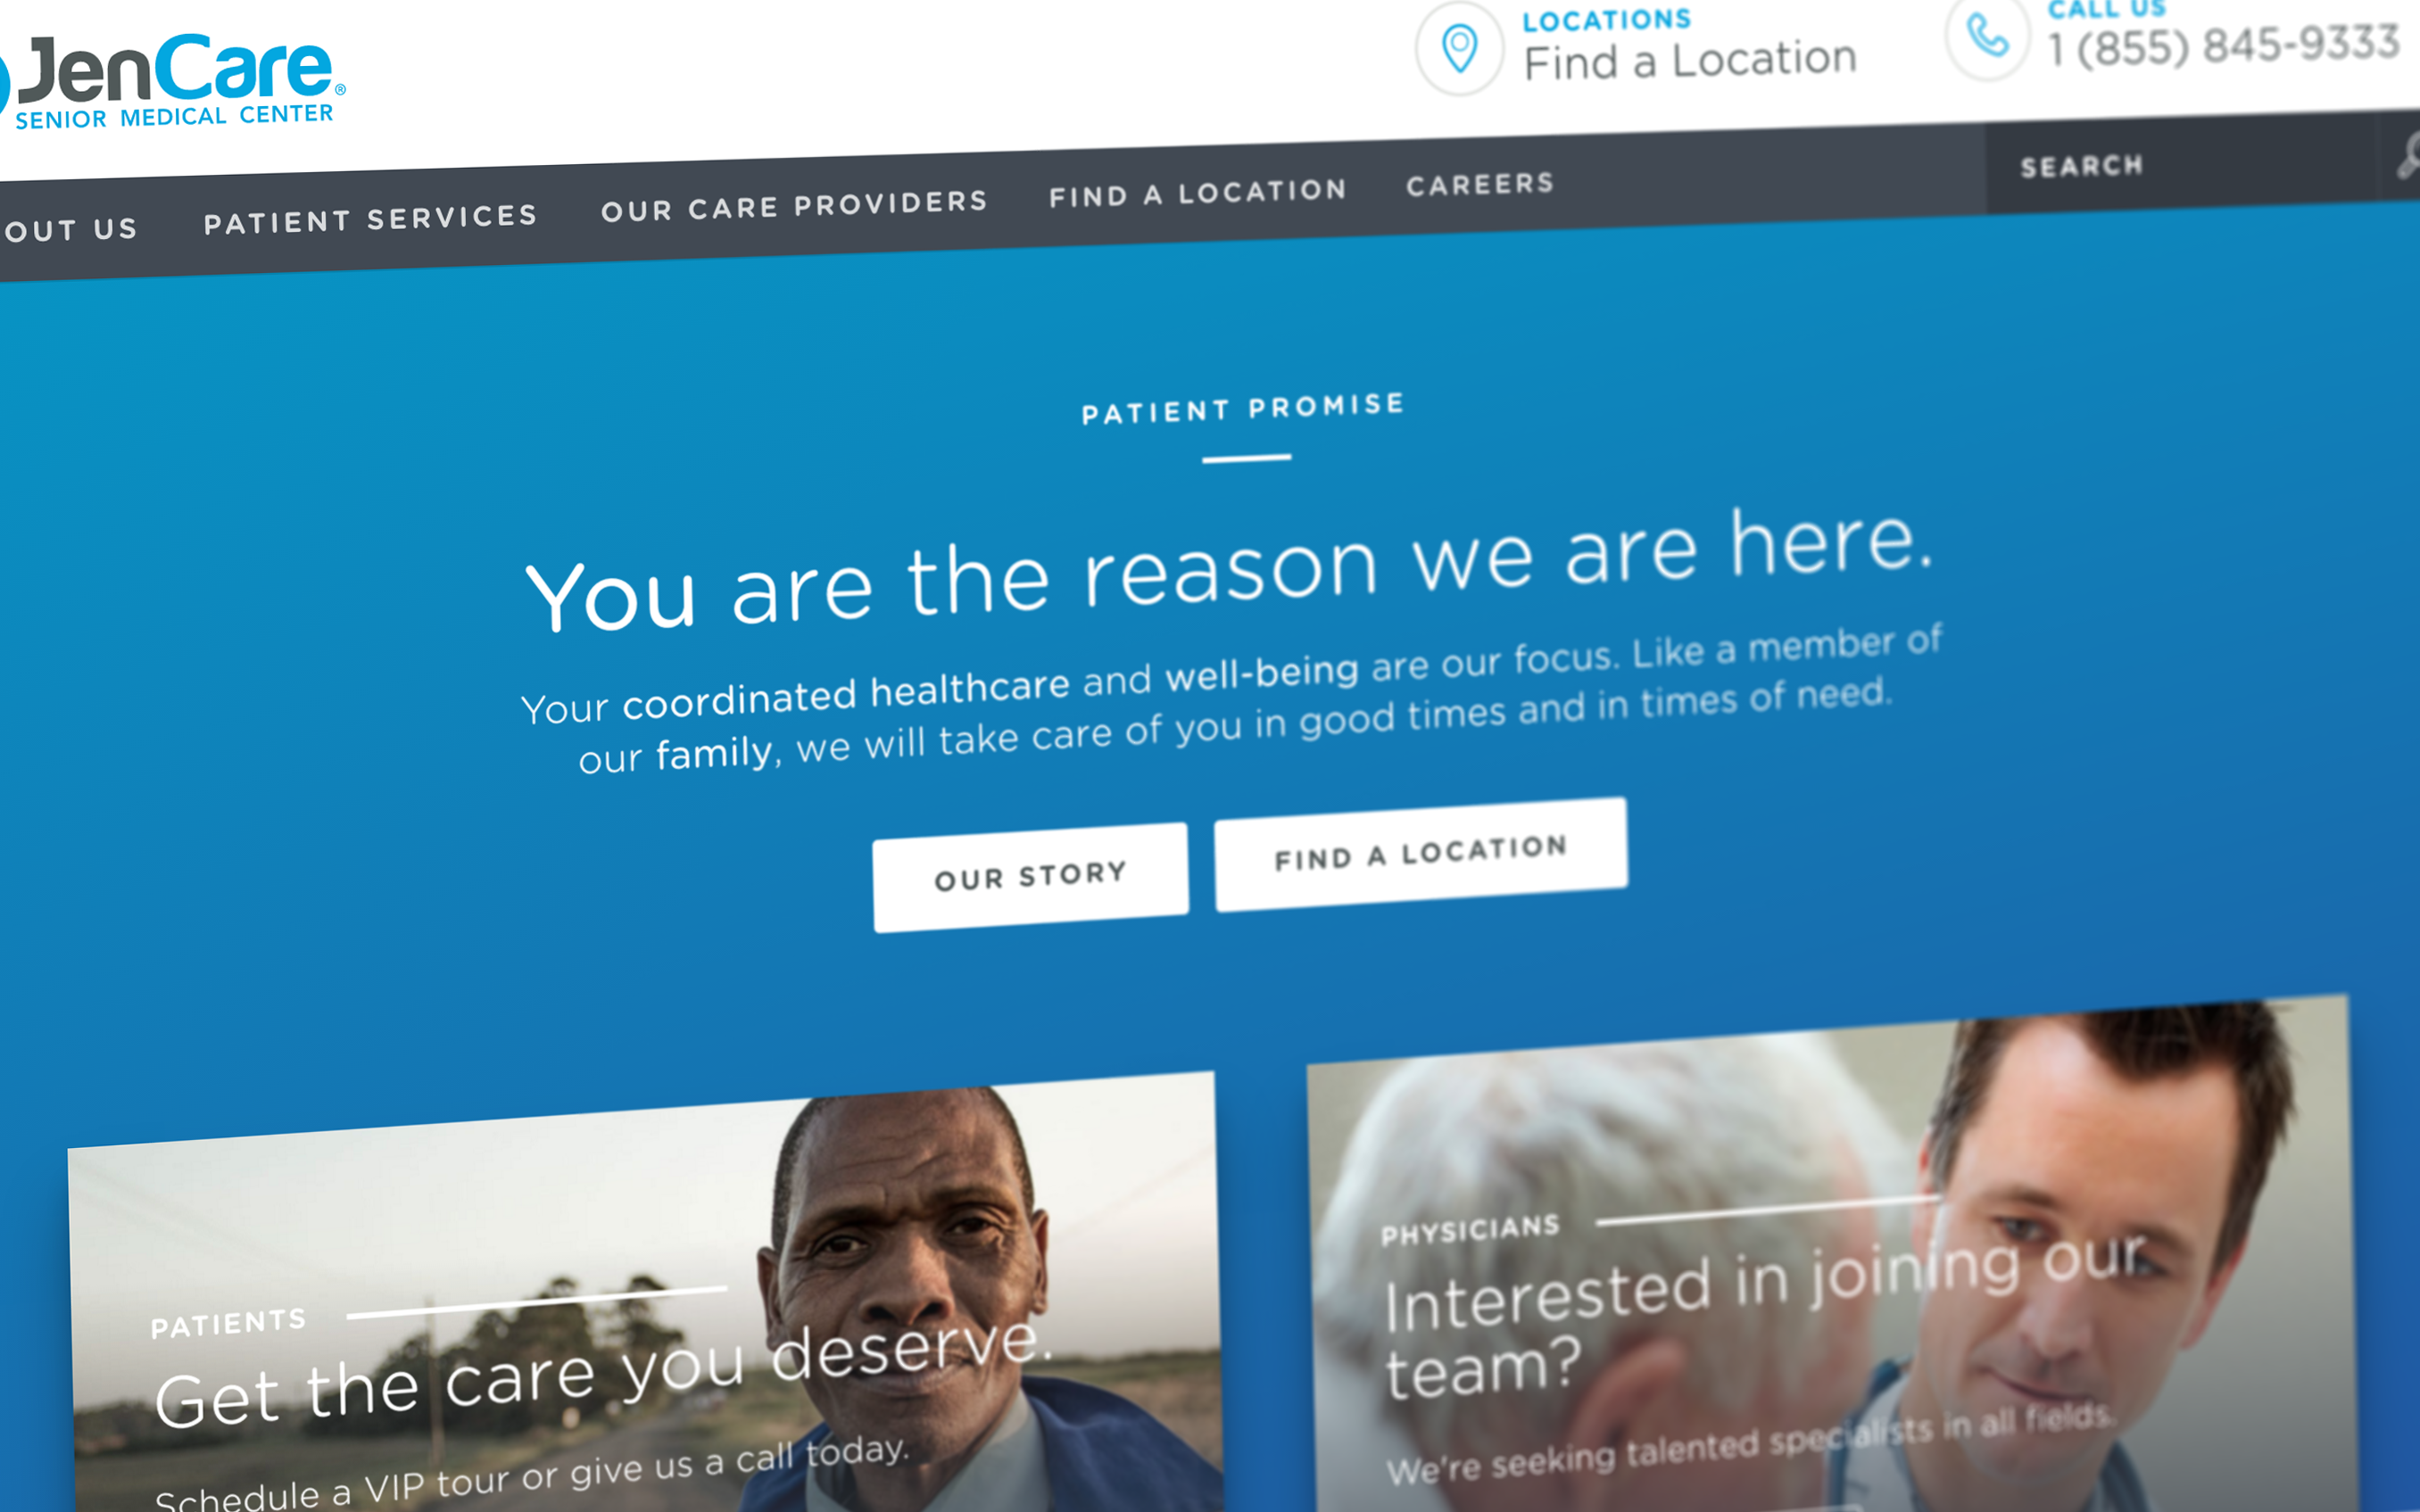 JenCare®
SENIOR MEDICAL CENTER
LOCATIONS
Find a Location
CALL US
1 (855) 845-9333
OUT US
PATIENT SERVICES
OUR CARE PROVIDERS
FIND A LOCATION
CAREERS
SEARCH
PATIENT PROMISE
You are the reason we are here.
Your coordinated healthcare and well-being are our focus. Like a member of
our family, we will take care of you in good times and in times of need.
OUR STORY
FIND A LOCATION
PATIENTS
Get the care you deserve.
Schedule a VIP tour or give us a call today.
PHYSICIANS
Interested in joining our
team?
We're seeking talented specialists in all fields.